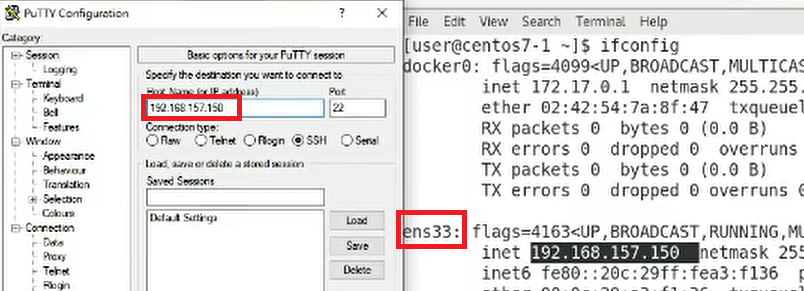 PuTTY Configuration
?
Category:
Session
Logging
Terminal
Keyboard
Bell
Features
Window
Appearance
Behaviour
Translation
Selection
Colours
Connection
Data
Proxy
Telnet
Rlogin
Basic options for your PuTTY session
Specify the destination you want to connect to
Host Name (or IP address)
Port
192.168.157.150
22
Connection type:
Raw
Telnet
Rlogin
SSH
Serial
Load, save or delete a stored session
Saved Sessions
Default Settings
Load
Save
Delete
File Edit View Search Terminal Help
[user@centos7-1 ~]$ ifconfig
docker0: flags=4099<UP,BROADCAST,MULTICAS
inet 172.17.0.1 netmask 255.255.
ether 02:42:54:7a:8f:47 txqueuel
RX packets 0 bytes 0 (0.0 B)
RX errors 0 dropped 0 overruns
TX packets 0 bytes 0 (0.0 B)
TX errors 0 dropped 0 overruns 0
ens33: flags=4163<UP,BROADCAST,RUNNING,MU
inet 192.168.157.150 netmask 255
inet6 fe80::20c:29ff:fea3:f136 p